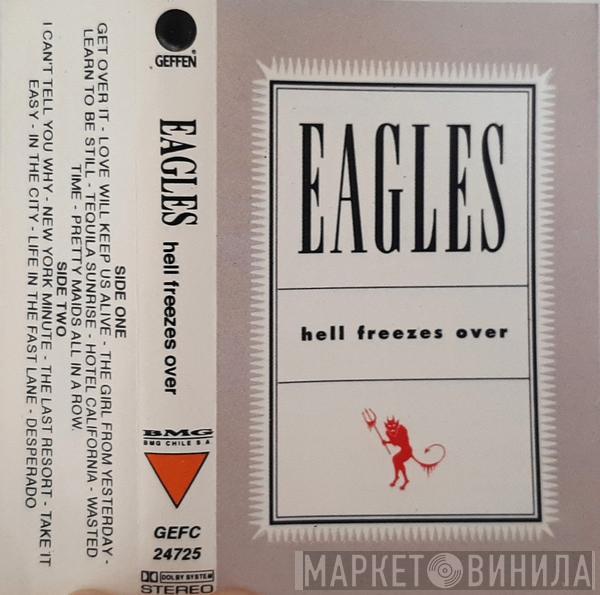 GET OVER IT - LOVE WILL KEEP US ALIVE - THE GIRL FROM YESTERDAY -
LEARN TO BE STILL - TEQUILA SUNRISE - HOTEL CALIFORNIA - WASTED
TIME - PRETTY MAIDS ALL IN A ROW.
SIDE ONE
SIDE TWO
I CAN'T TELL YOU WHY - NEW YORK MINUTE - THE LAST RESORT - TAKE IT
EASY - IN THE CITY - LIFE IN THE FAST LANE - DESPERADO
GEFFEN
EAGLES hell freezes over
BMG
BMG CHILE S A
GEFC
24725
DOLBY SYSTEM
STEREO
EAGLES
hell freezes over
МАРКЕТ ВИНИЛА